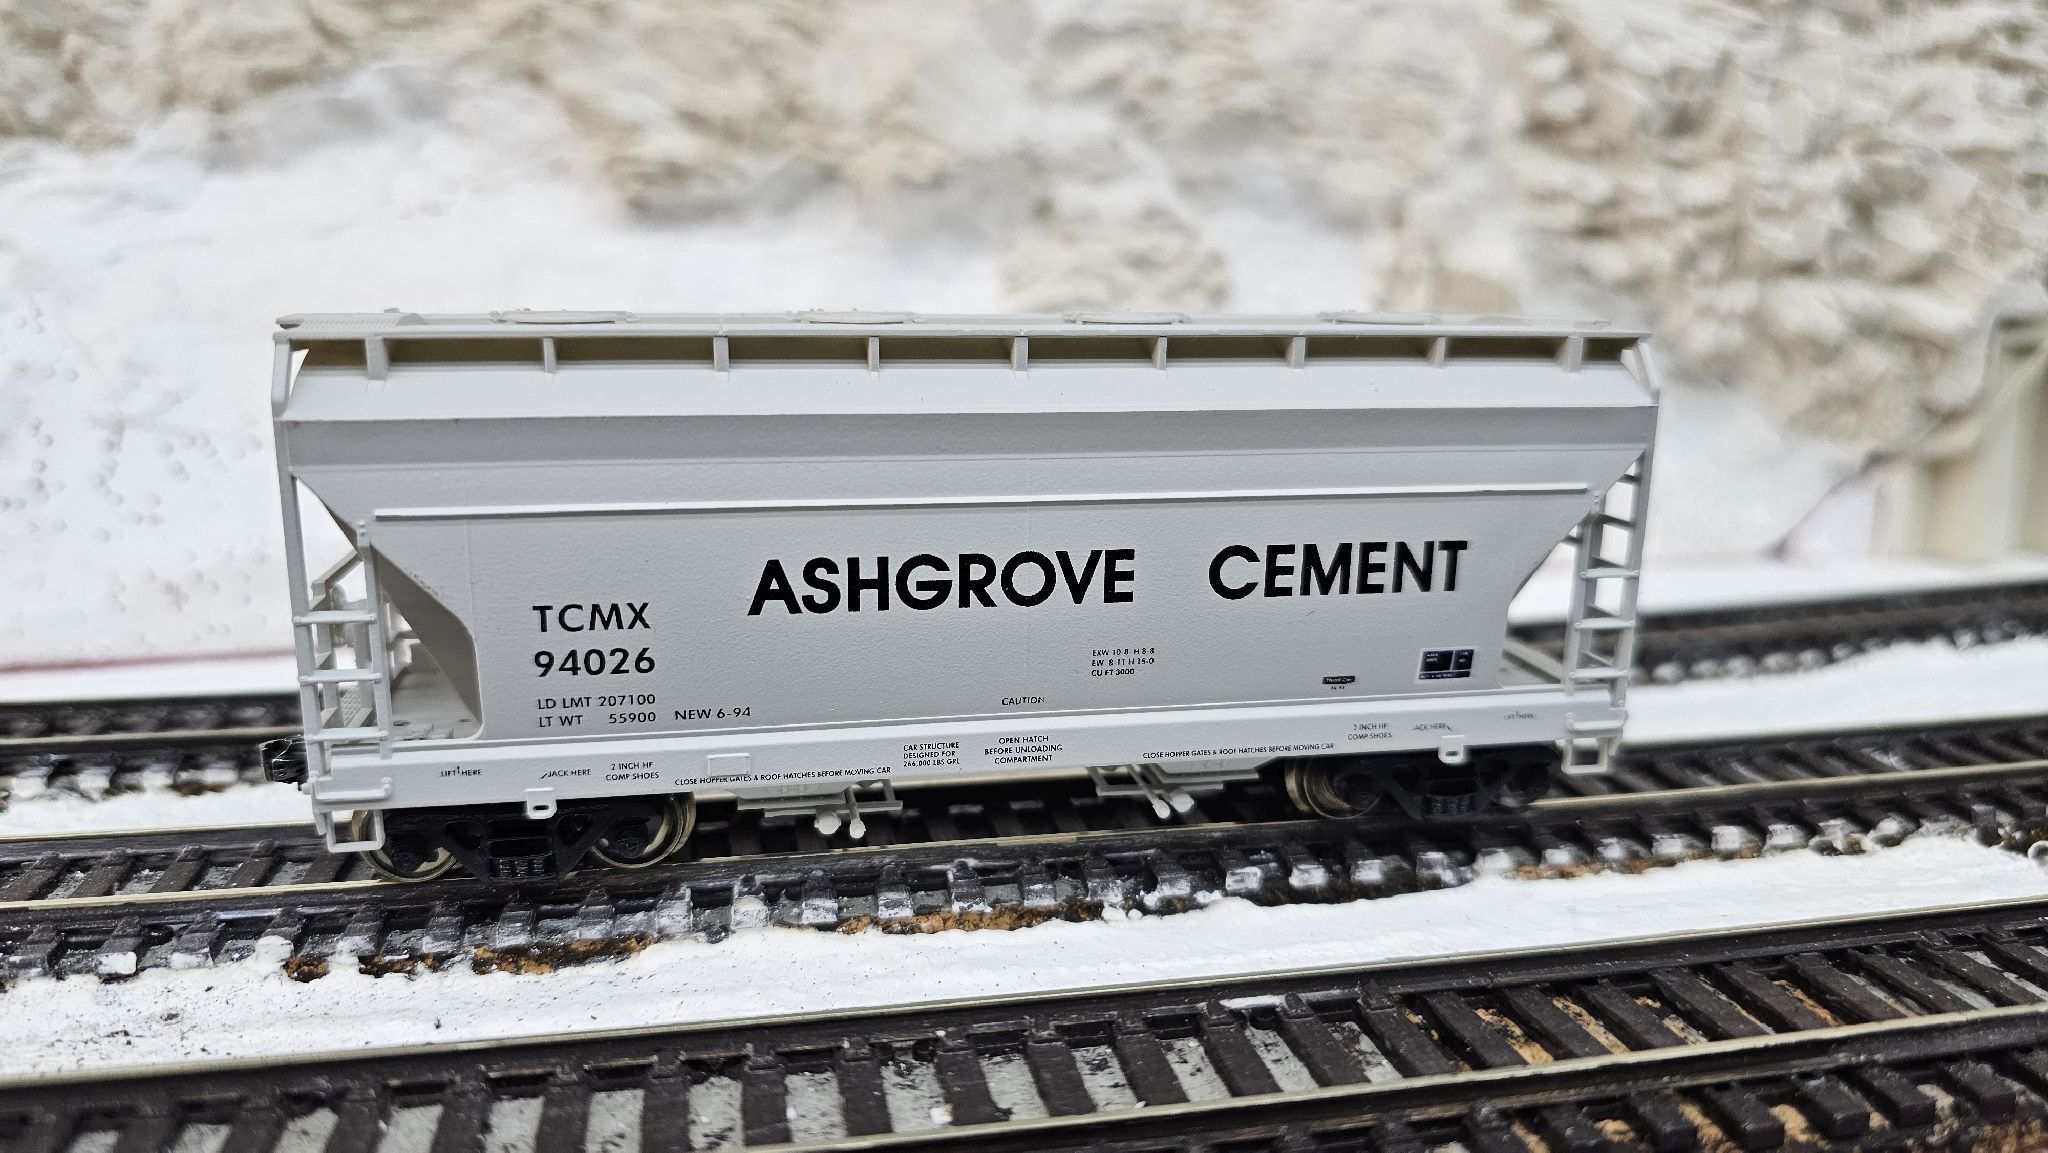 ASHGROVE CEMENT
TCMX
94026
LD LMT 207100
LT WT 55900 NEW 6-94
EXW 10-8 H 8-8
EW 8-11 H 15-0
CU FT 3000
CAUTION
OPEN HATCH
BEFORE UNLOADING
COMPARTMENT
CAR STRUCTURE
DESIGNED FOR
266,000 LBS GRL
LIFT HERE
JACK HERE
2 INCH HF
COMP SHOES
CLOSE HOPPER GATES & ROOF HATCHES BEFORE MOVING CAR
CLOSE HOPPER GATES & ROOF HATCHES BEFORE MOVING CAR
2 INCH HF
COMP SHOES
JACK HERE
LIFT HERE